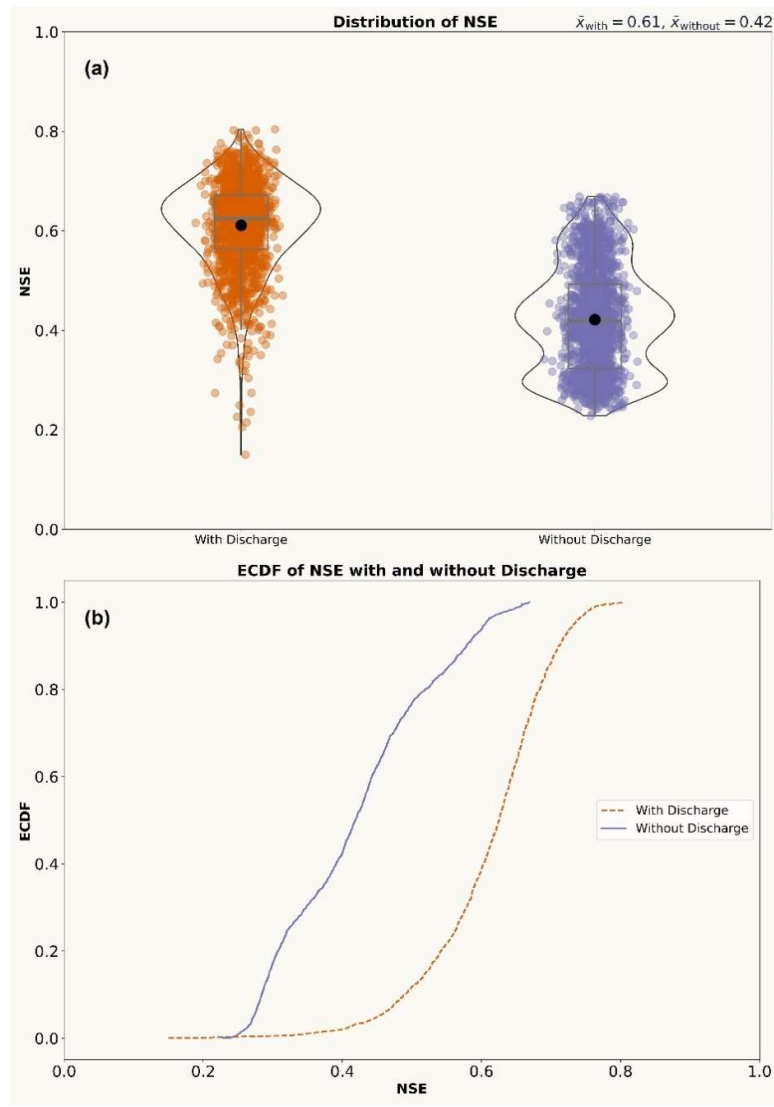 Distribution of NSE
x̄with = 0.61, x̄without = 0.42
(a)
1.0
0.8
0.6
0.4
0.2
0.0
NSE
With Discharge
Without Discharge
ECDF of NSE with and without Discharge
(b)
1.0
0.8
0.6
0.4
0.2
0.0
ECDF
With Discharge
Without Discharge
0.0 0.2 0.4 0.6 0.8 1.0
NSE